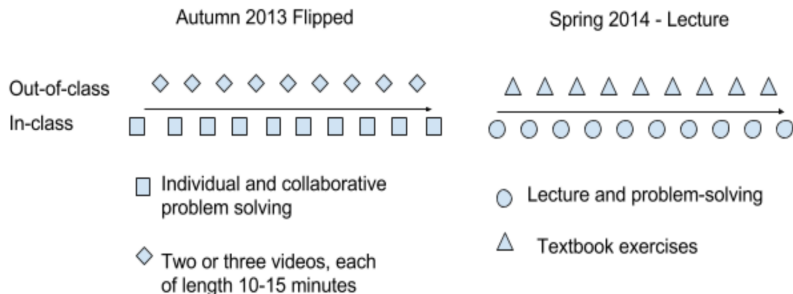 Autumn 2013 Flipped
Spring 2014 - Lecture
Out-of-class
In-class
Individual and collaborative
problem solving
Two or three videos, each
of length 10-15 minutes
Lecture and problem-solving
Textbook exercises